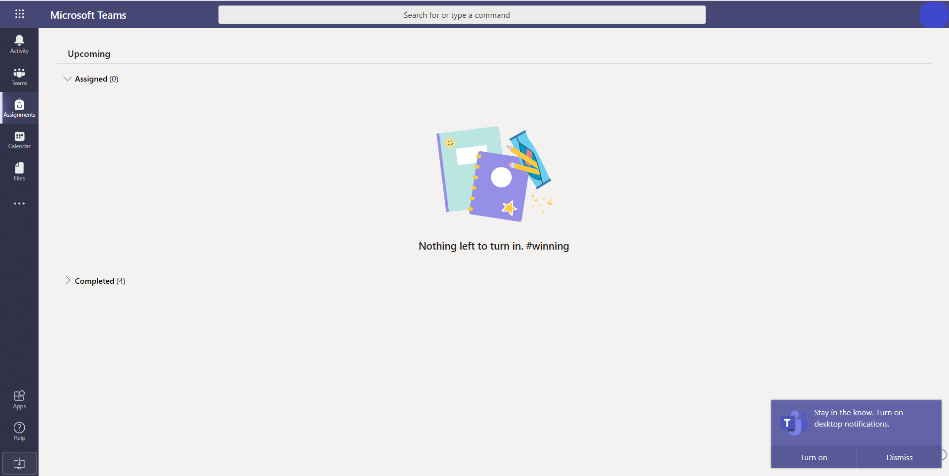 Microsoft Teams
Search for or type a command
Activity
Teams
Assignments
Calendar
Files
Apps
Help
Upcoming
Assigned (0)
Nothing left to turn in. #winning
Completed (4)
T
Stay in the know. Turn on
desktop notifications.
Turn on
Dismiss